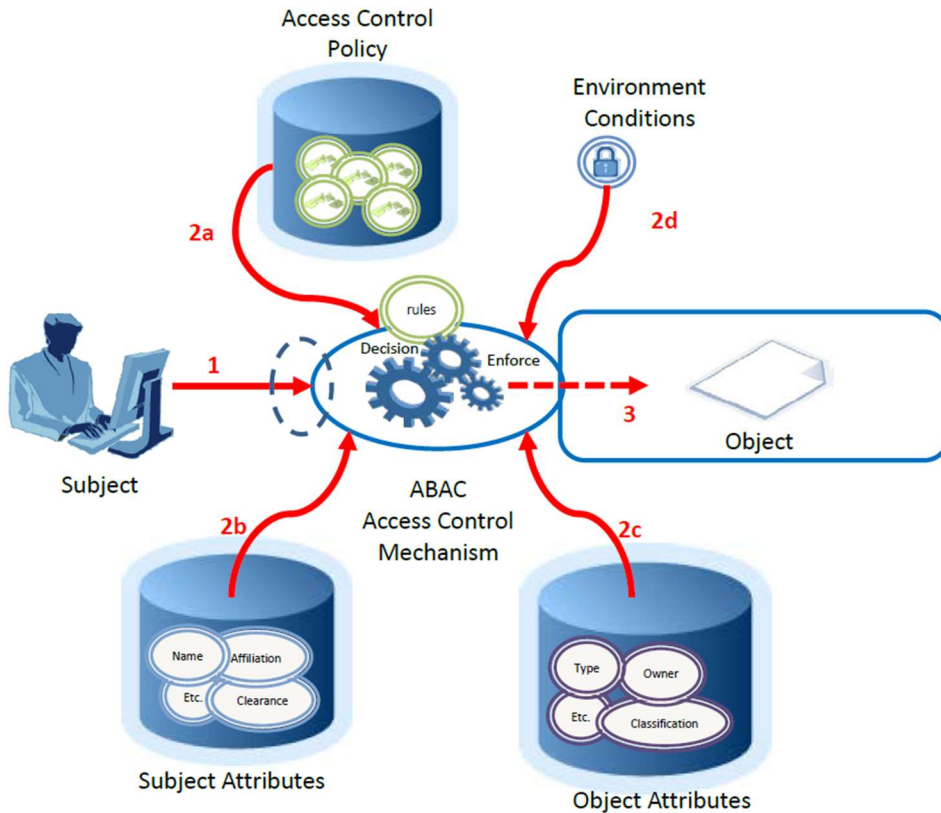 Access Control
Policy
Environment
Conditions
2a
2d
rules
Decision
Enforce
1
3
Subject
Object
ABAC
Access Control
Mechanism
2b
2c
Name
Affiliation
Etc.
Clearance
Type
Owner
Etc.
Classification
Subject Attributes
Object Attributes